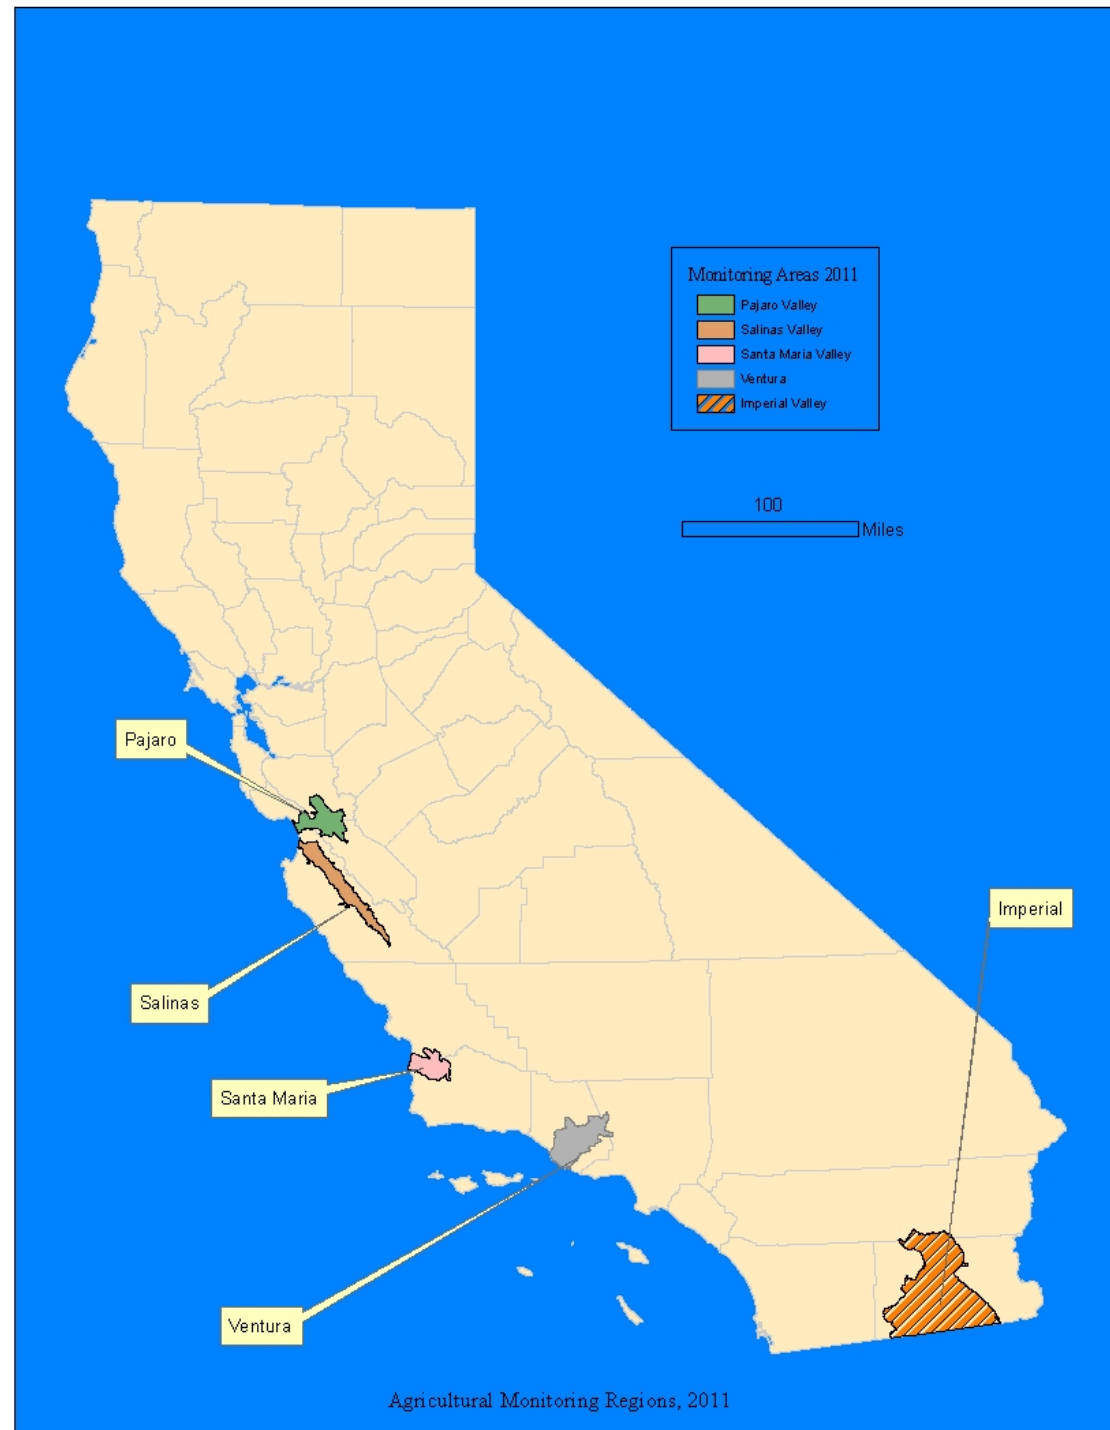 Monitoring Areas 2011
Pajaro Valley
Salinas Valley
Santa Maria Valley
Ventura
Imperial Valley
100
Miles
Pajaro
Imperial
Salinas
Santa Maria
Ventura
Agricultural Monitoring Regions, 2011